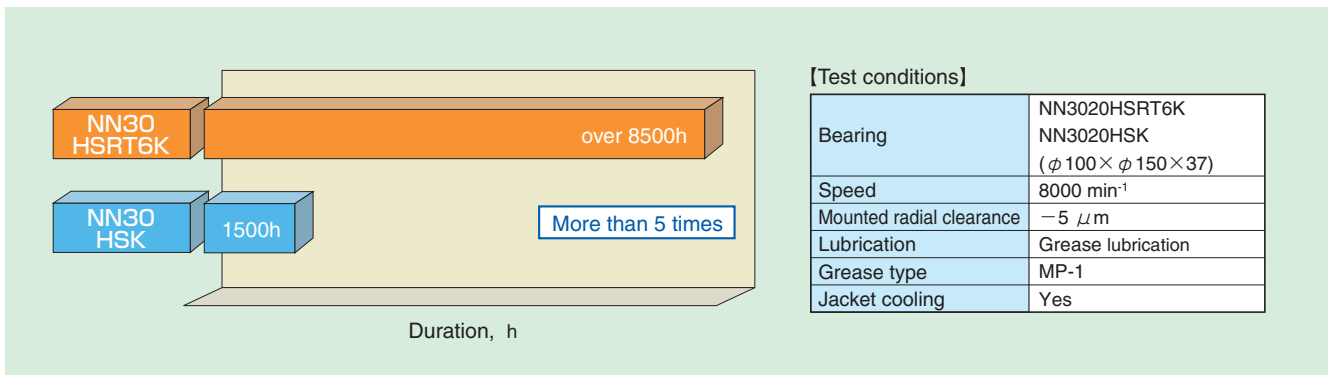 NN30
HSRT6K
over 8500h
NN30
HSK
1500h
More than 5 times
Duration, h
【Test conditions】
Bearing
NN3020HSRT6K
NN3020HSK
(φ100×φ150×37)
Speed 8000 min⁻¹
Mounted radial clearance －5 μm
Lubrication Grease lubrication
Grease type MP-1
Jacket cooling Yes